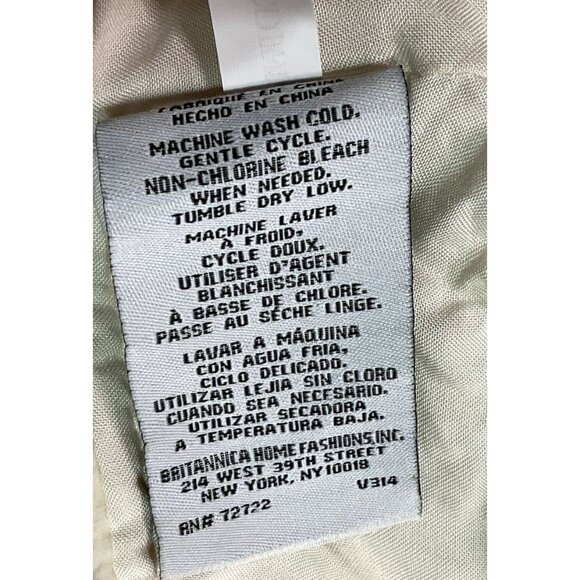 FABRIQUÉ EN CHINE
HECHO EN CHINA
MACHINE WASH COLD.
GENTLE CYCLE.
NON-CHLORINE BLEACH
WHEN NEEDED.
TUMBLE DRY LOW.
MACHINE LAVER
À FROID,
CYCLE DOUX.
UTILISER D'AGENT
BLANCHISSANT
À BASSE DE CHLORE.
PASSE AU SÈCHE LINGE.
LAVAR A MÁQUINA
CON AGUA FRIA,
CICLO DELICADO.
UTILIZAR LEJIA SIN CLORO
CUANDO SEA NECESARIO.
UTILIZAR SECADORA
A TEMPERATURA BAJA.
BRITANNICA HOME FASHIONS,INC.
214 WEST 39TH STREET
NEW YORK, NY10018
V314
RN# 72722